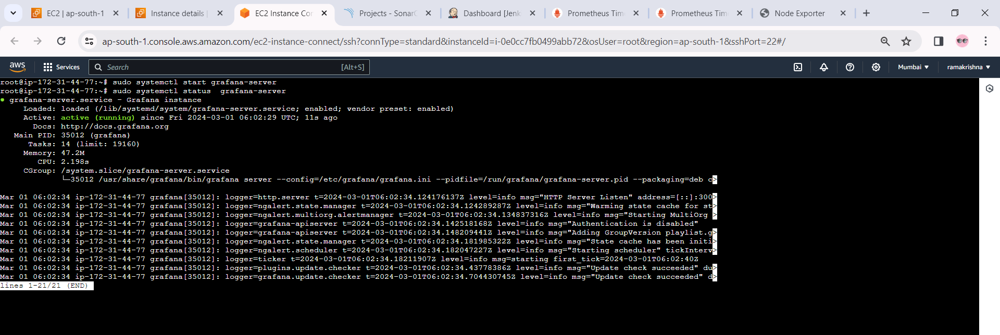 EC2 | ap-south-1
Instance details |
EC2 Instance Con
Projects - SonarQ
Dashboard [Jenk
Prometheus Tim
Prometheus Tim
Node Exporter
ap-south-1.console.aws.amazon.com/ec2-instance-connect/ssh?connType=standard&instanceId=i-0e0cc7fb0499abb72&osUser=root&region=ap-south-1&sshPort=22#/
aws Services Search [Alt+S] Mumbai ramakrishna
root@ip-172-31-44-77:~# sudo systemctl start grafana-server
root@ip-172-31-44-77:~# sudo systemctl status  grafana-server
● grafana-server.service - Grafana instance
Loaded: loaded (/lib/systemd/system/grafana-server.service; enabled; vendor preset: enabled)
Active: active (running) since Fri 2024-03-01 06:02:29 UTC; 11s ago
Docs: http://docs.grafana.org
Main PID: 35012 (grafana)
Tasks: 14 (limit: 19160)
Memory: 47.2M
CPU: 2.198s
CGroup: /system.slice/grafana-server.service
└─35012 /usr/share/grafana/bin/grafana server --config=/etc/grafana/grafana.ini --pidfile=/run/grafana/grafana-server.pid --packaging=deb c>
Mar 01 06:02:34 ip-172-31-44-77 grafana[35012]: logger=http.server t=2024-03-01T06:02:34.124176137Z level=info msg="HTTP Server Listen" address=[::]:300>
Mar 01 06:02:34 ip-172-31-44-77 grafana[35012]: logger=ngalert.state.manager t=2024-03-01T06:02:34.124289287Z level=info msg="Warming state cache for st>
Mar 01 06:02:34 ip-172-31-44-77 grafana[35012]: logger=ngalert.multiorg.alertmanager t=2024-03-01T06:02:34.134837316Z level=info msg="Starting MultiOrg >
Mar 01 06:02:34 ip-172-31-44-77 grafana[35012]: logger=grafana-apiserver t=2024-03-01T06:02:34.142518168Z level=info msg="Authentication is disabled"
Mar 01 06:02:34 ip-172-31-44-77 grafana[35012]: logger=grafana-apiserver t=2024-03-01T06:02:34.148209441Z level=info msg="Adding GroupVersion playlist.g>
Mar 01 06:02:34 ip-172-31-44-77 grafana[35012]: logger=ngalert.state.manager t=2024-03-01T06:02:34.181985322Z level=info msg="State cache has been initi>
Mar 01 06:02:34 ip-172-31-44-77 grafana[35012]: logger=ngalert.scheduler t=2024-03-01T06:02:34.182047227Z level=info msg="Starting scheduler" tickInterv>
Mar 01 06:02:34 ip-172-31-44-77 grafana[35012]: logger=ticker t=2024-03-01T06:02:34.18211907Z level=info msg=starting first_tick=2024-03-01T06:02:40Z
Mar 01 06:02:34 ip-172-31-44-77 grafana[35012]: logger=plugins.update.checker t=2024-03-01T06:02:34.43778386Z level=info msg="Update check succeeded" du>
Mar 01 06:02:34 ip-172-31-44-77 grafana[35012]: logger=grafana.update.checker t=2024-03-01T06:02:34.704430745Z level=info msg="Update check succeeded" d>
lines 1-21/21 (END)